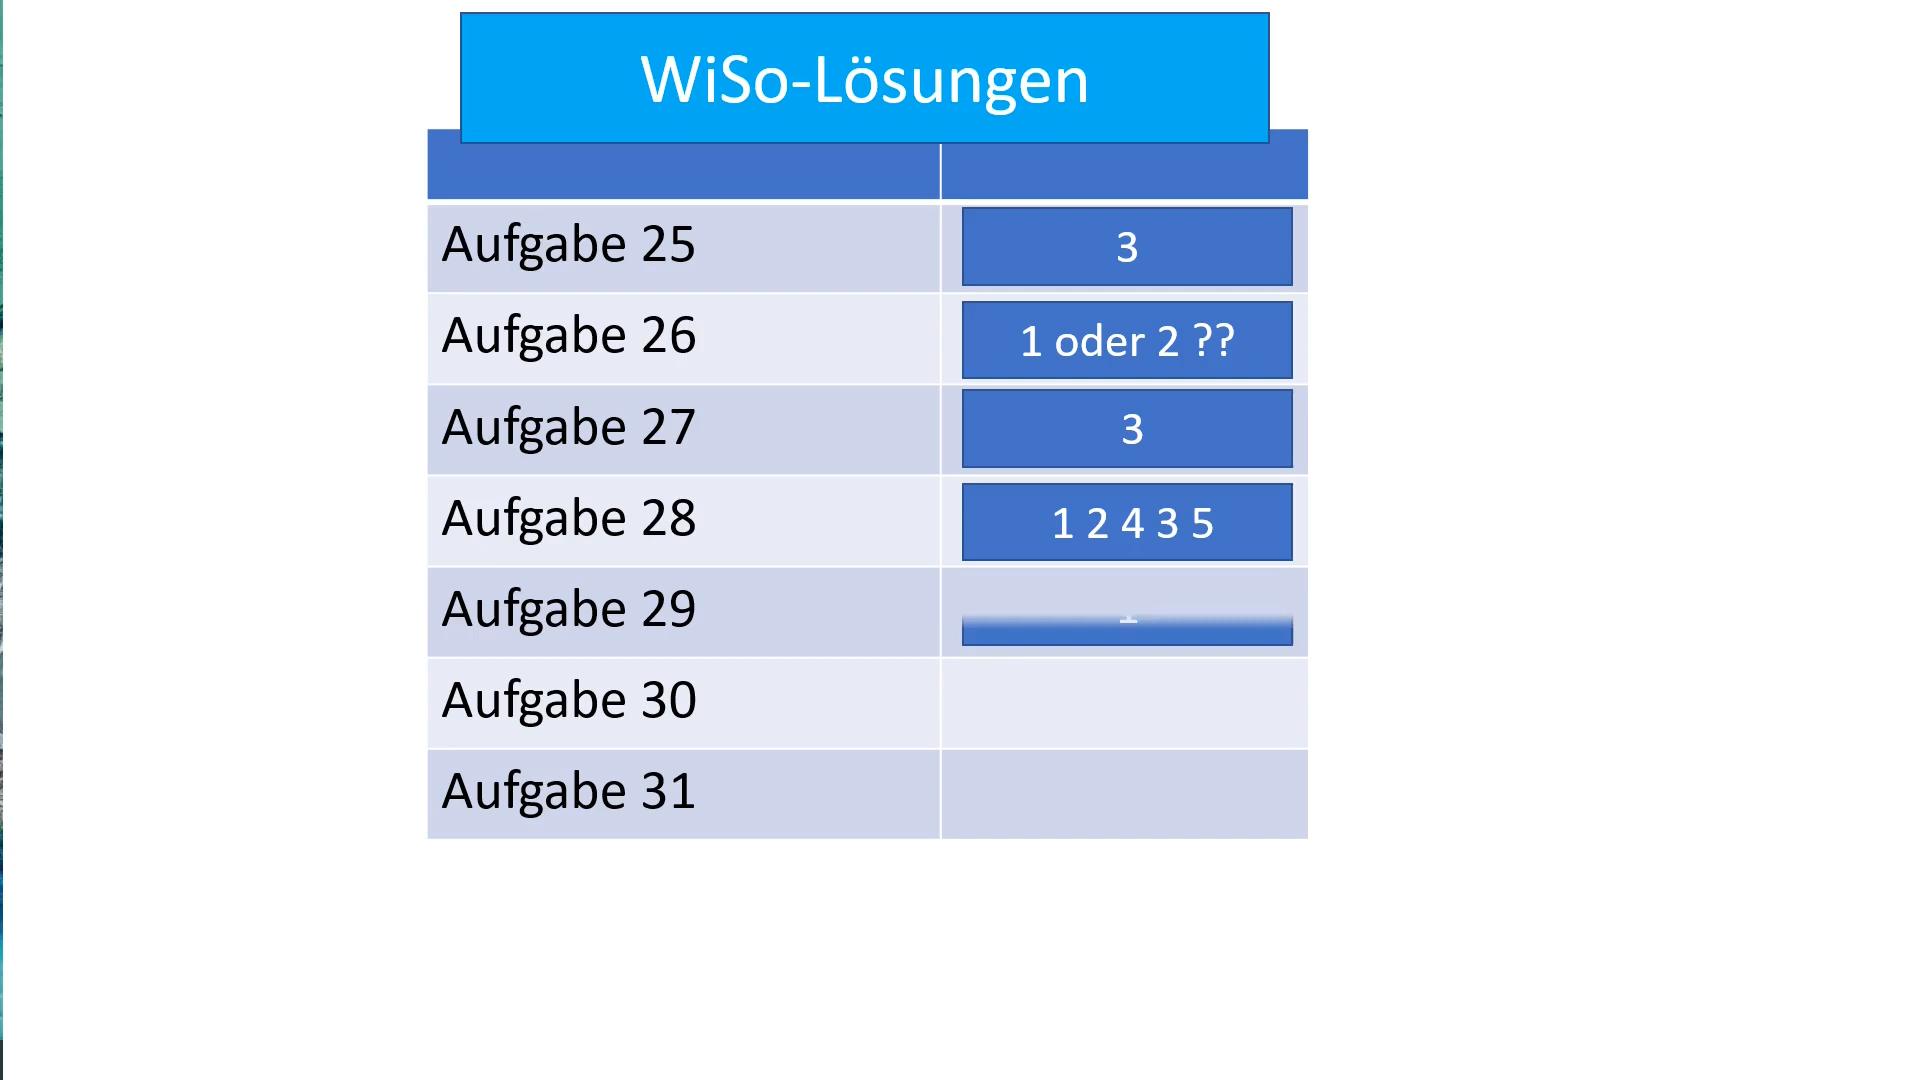 WiSo-Lösungen
Aufgabe 25 3
Aufgabe 26 1 oder 2 ??
Aufgabe 27 3
Aufgabe 28 1 2 4 3 5
Aufgabe 29
Aufgabe 30
Aufgabe 31